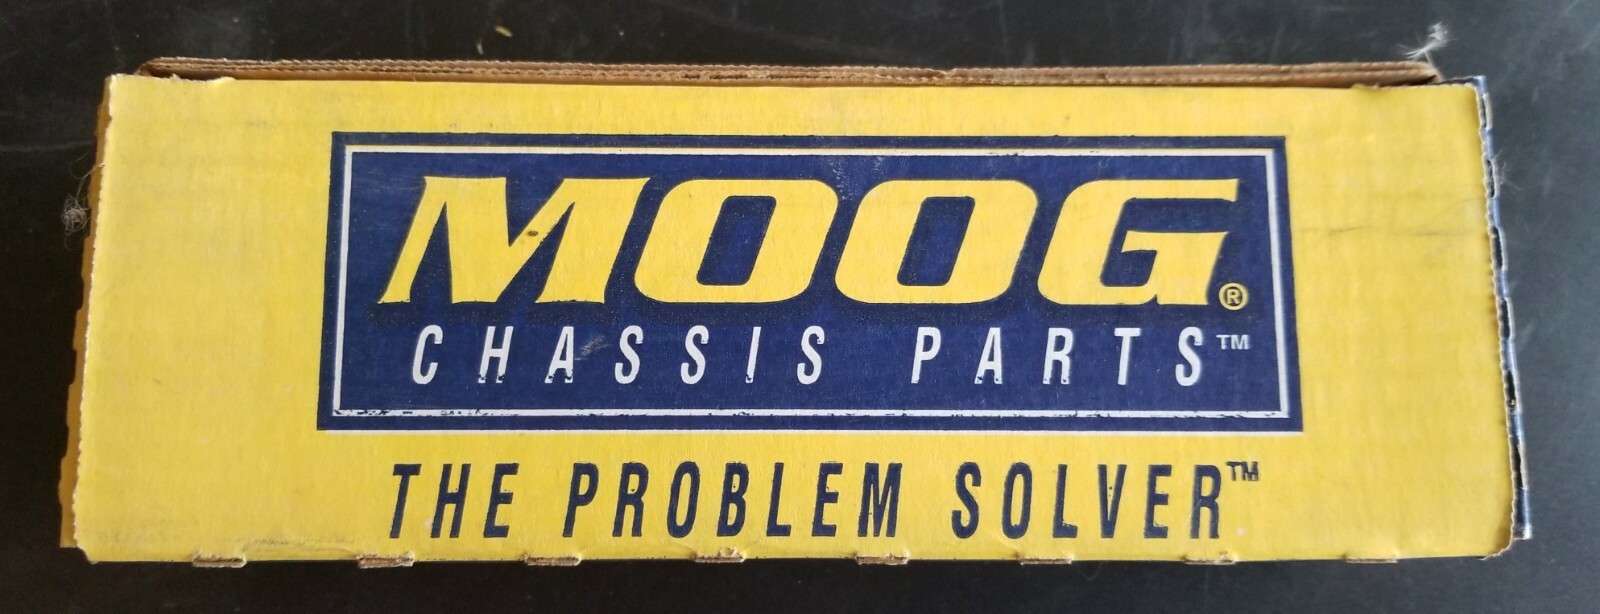 MOOG®
CHASSIS PARTS™
THE PROBLEM SOLVER™